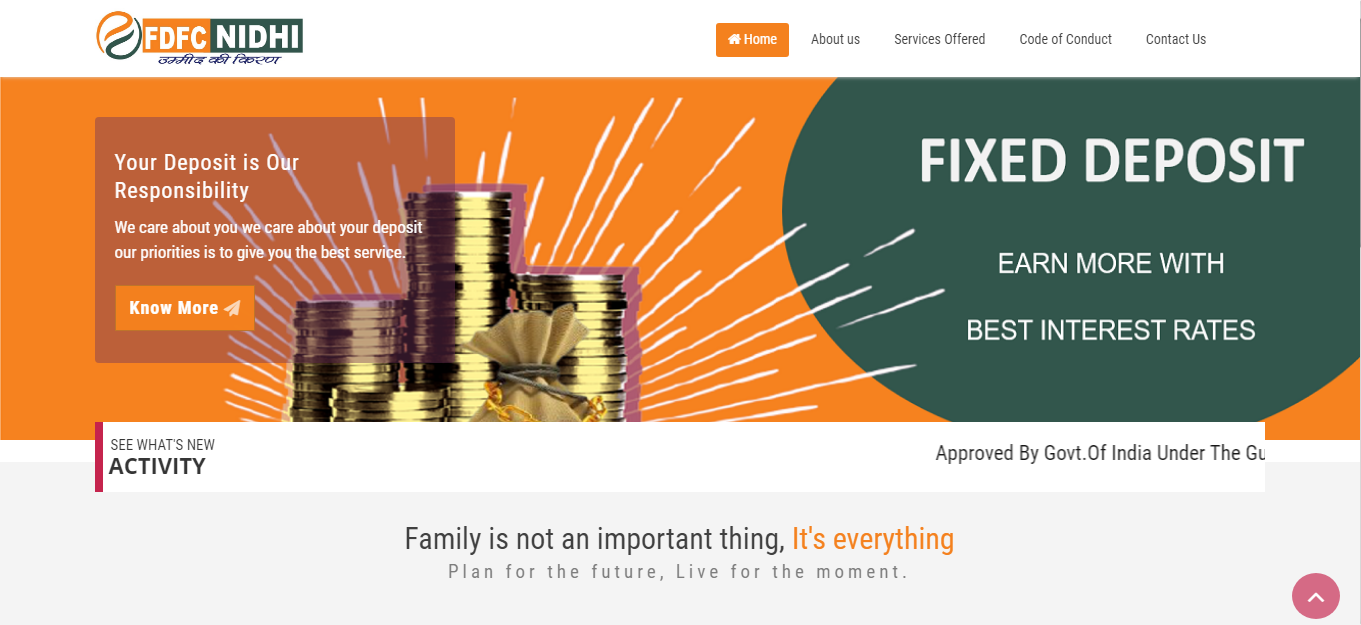 FDFC NIDHI
उम्मीद की किरण
Home
About us
Services Offered
Code of Conduct
Contact Us
Your Deposit is Our
Responsibility
We care about you we care about your deposit
our priorities is to give you the best service.
Know More
FIXED DEPOSIT
EARN MORE WITH
BEST INTEREST RATES
SEE WHAT'S NEW
ACTIVITY
Approved By Govt.Of India Under The Gu
Family is not an important thing, It's everything
Plan for the future, Live for the moment.